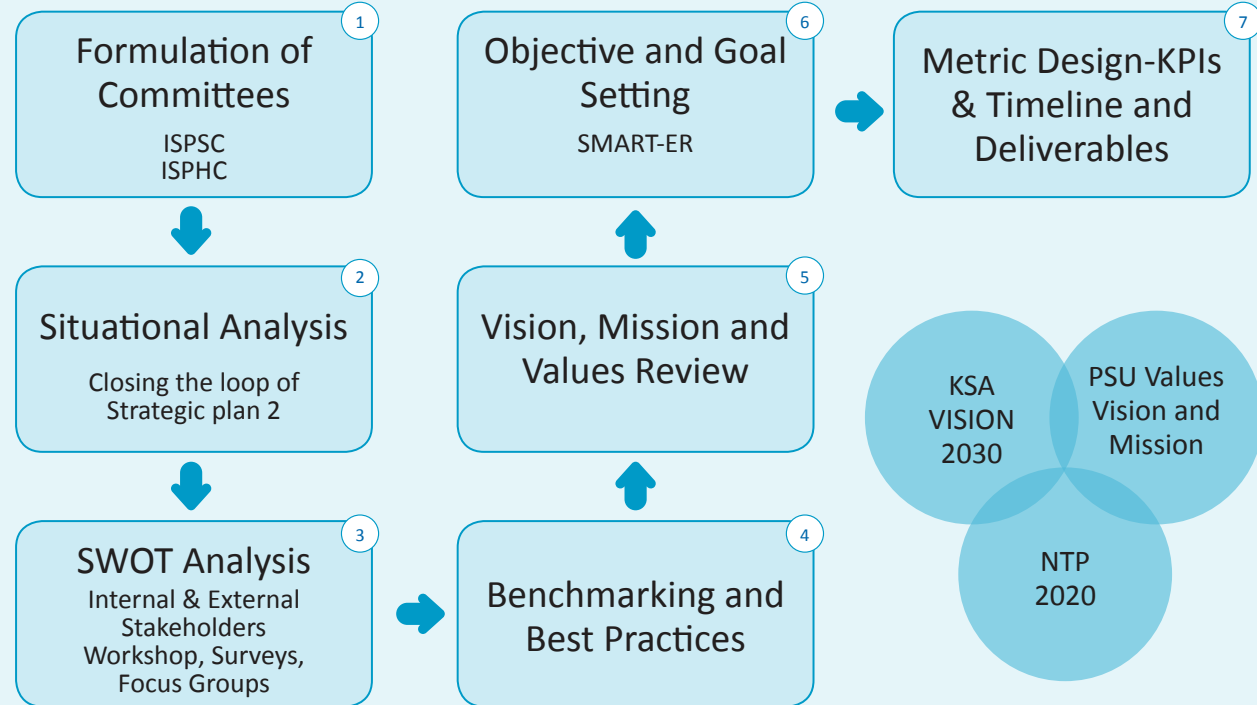 1
Formulation of
Committees
ISPSC
ISPHC
2
Situational Analysis
Closing the loop of
Strategic plan 2
3
SWOT Analysis
Internal & External
Stakeholders
Workshop, Surveys,
Focus Groups
4
Benchmarking and
Best Practices
5
Vision, Mission and
Values Review
6
Objective and Goal
Setting
SMART-ER
7
Metric Design-KPIs
& Timeline and
Deliverables
KSA
VISION
2030
PSU Values
Vision and
Mission
NTP
2020